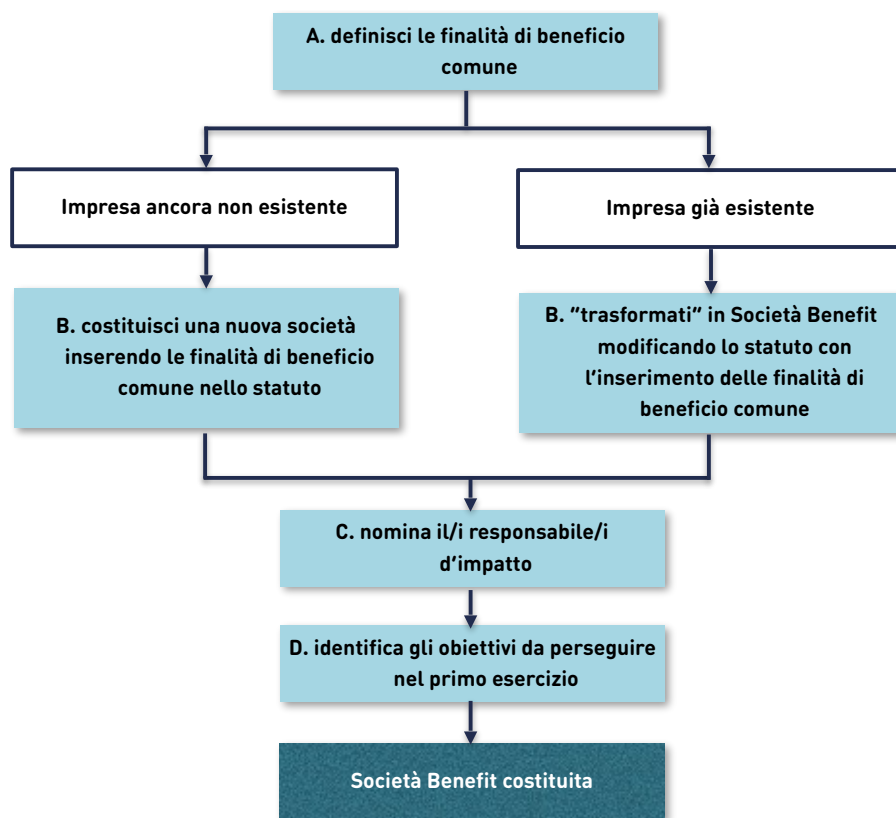 A. definisci le finalità di beneficio
comune
Impresa ancora non esistente
Impresa già esistente
B. costituisci una nuova società
inserendo le finalità di beneficio
comune nello statuto
B. “trasformati” in Società Benefit
modificando lo statuto con
l’inserimento delle finalità di
beneficio comune
C. nomina il/i responsabile/i
d’impatto
D. identifica gli obiettivi da perseguire
nel primo esercizio
Società Benefit costituita